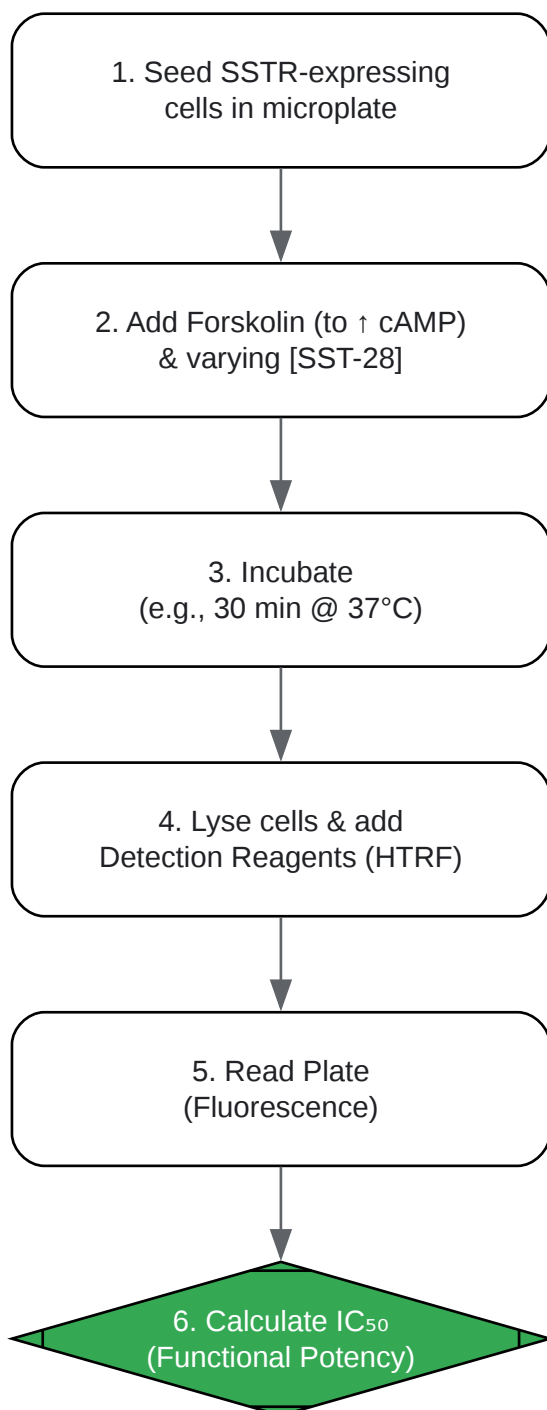 1. Seed SSTR-expressing
cells in microplate
2. Add Forskolin (to ↑ cAMP)
& varying [SST-28]
3. Incubate
(e.g., 30 min @ 37°C)
4. Lyse cells & add
Detection Reagents (HTRF)
5. Read Plate
(Fluorescence)
6. Calculate IC₅₀
(Functional Potency)